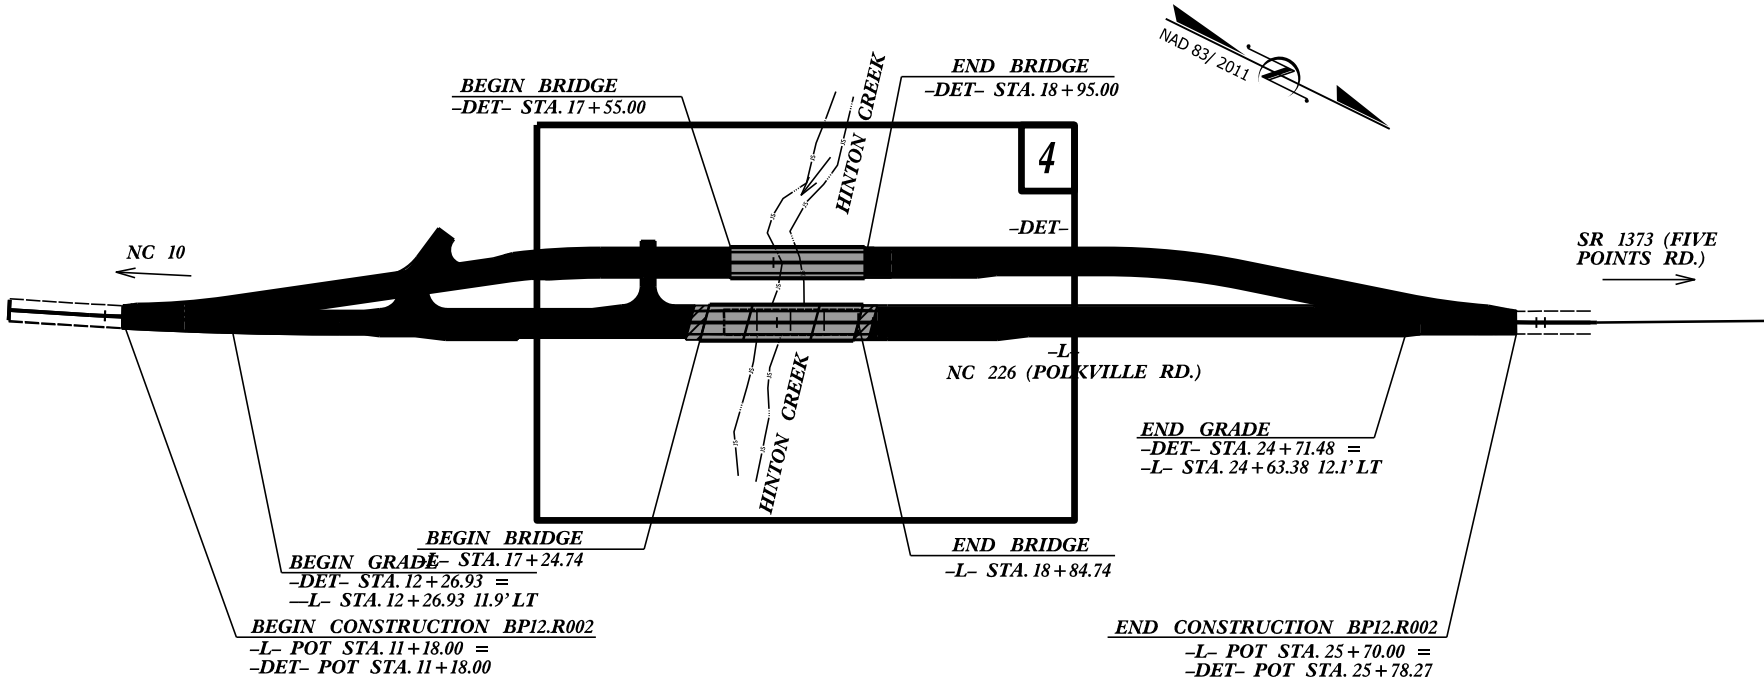 NAD 83/ 2011
HINTON CREEK
BEGIN BRIDGE
–DET– STA. 17+55.00
END BRIDGE
–DET– STA. 18+95.00
4
–DET–
NC 10
SR 1373 (FIVE
POINTS RD.)
–L–
NC 226 (POLKVILLE RD.)
HINTON CREEK
END GRADE
–DET– STA. 24+71.48 =
–L– STA. 24+63.38 12.1' LT
BEGIN BRIDGE
–L– STA. 17+24.74
END BRIDGE
–L– STA. 18+84.74
BEGIN GRADE
–DET– STA. 12+26.93 =
—L– STA. 12+26.93 11.9' LT
BEGIN CONSTRUCTION BP12.R002
–L– POT STA. 11+18.00 =
–DET– POT STA. 11+18.00
END CONSTRUCTION BP12.R002
–L– POT STA. 25+70.00 =
–DET– POT STA. 25+78.27